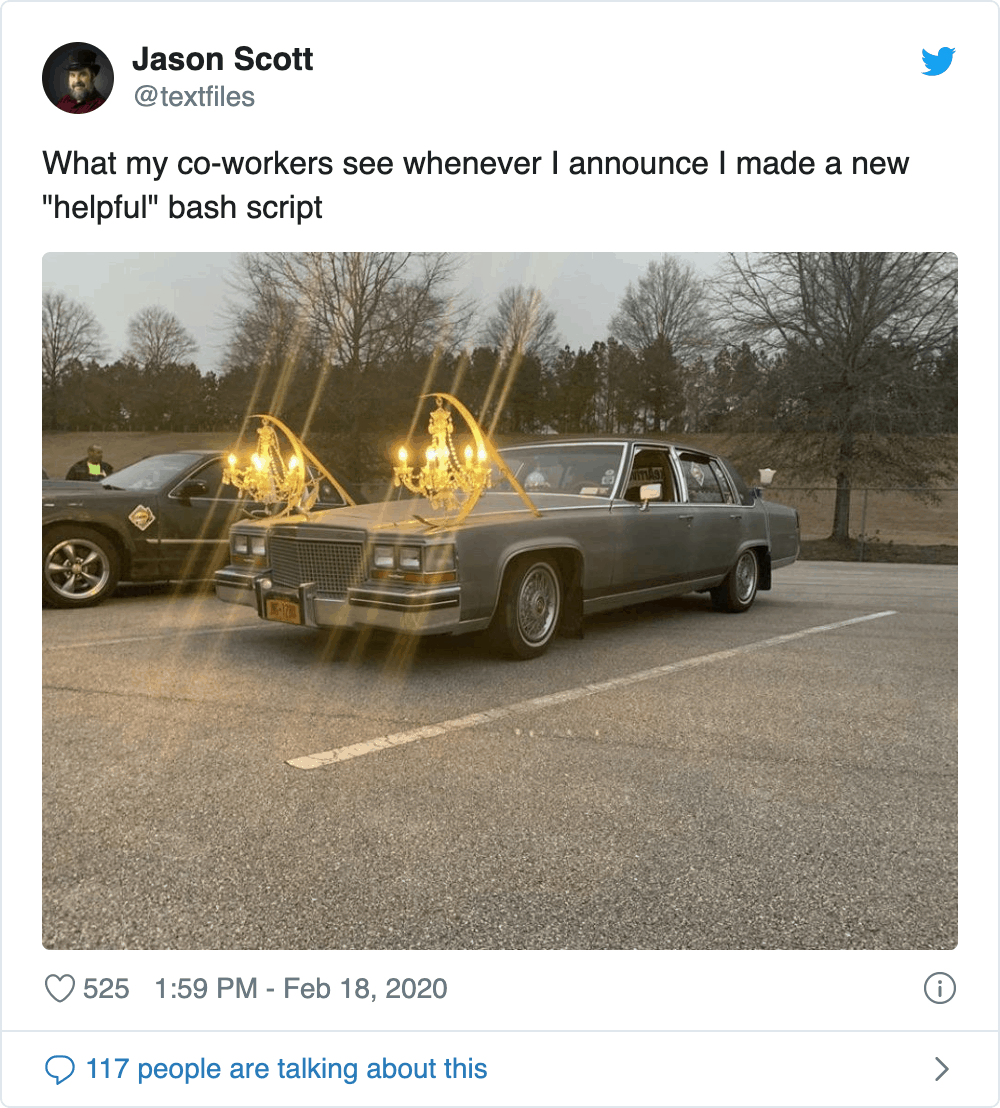 Jason Scott
@textfiles
What my co-workers see whenever I announce I made a new
"helpful" bash script
525 1:59 PM - Feb 18, 2020
117 people are talking about this